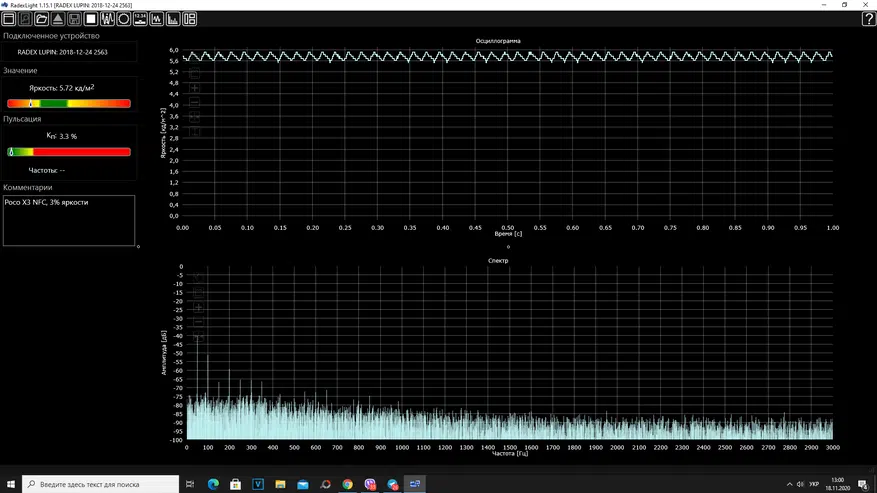 RadexLight 1.15.1 [RADEX LUPIN: 2018-12-24 2563]
12:34
?
Подключенное устройство
RADEX LUPIN: 2018-12-24 2563
Значение
Яркость: 5.72 кд/м2
Пульсация
Кп: 3.3 %
Частоты: --
Комментарии
Poco X3 NFC, 3% яркости
Осциллограмма
Яркость [кд/м^2]
6,0
5,6
5,2
4,8
4,4
4,0
3,6
3,2
2,8
2,4
2,0
1,6
1,2
0,8
0,4
0,0
0.00 0.05 0.10 0.15 0.20 0.25 0.30 0.35 0.40 0.45 0.50 0.55 0.60 0.65 0.70 0.75 0.80 0.85 0.90 0.95 1.00
Время [с]
Спектр
Амплитуда [дБ]
0
-5
-10
-15
-20
-25
-30
-35
-40
-45
-50
-55
-60
-65
-70
-75
-80
-85
-90
-95
-100
0 100 200 300 400 500 600 700 800 900 1000 1100 1200 1300 1400 1500 1600 1700 1800 1900 2000 2100 2200 2300 2400 2500 2600 2700 2800 2900 3000
Частота [Гц]
Введите здесь текст для поиска
V
УКР
13:00
18.11.2020